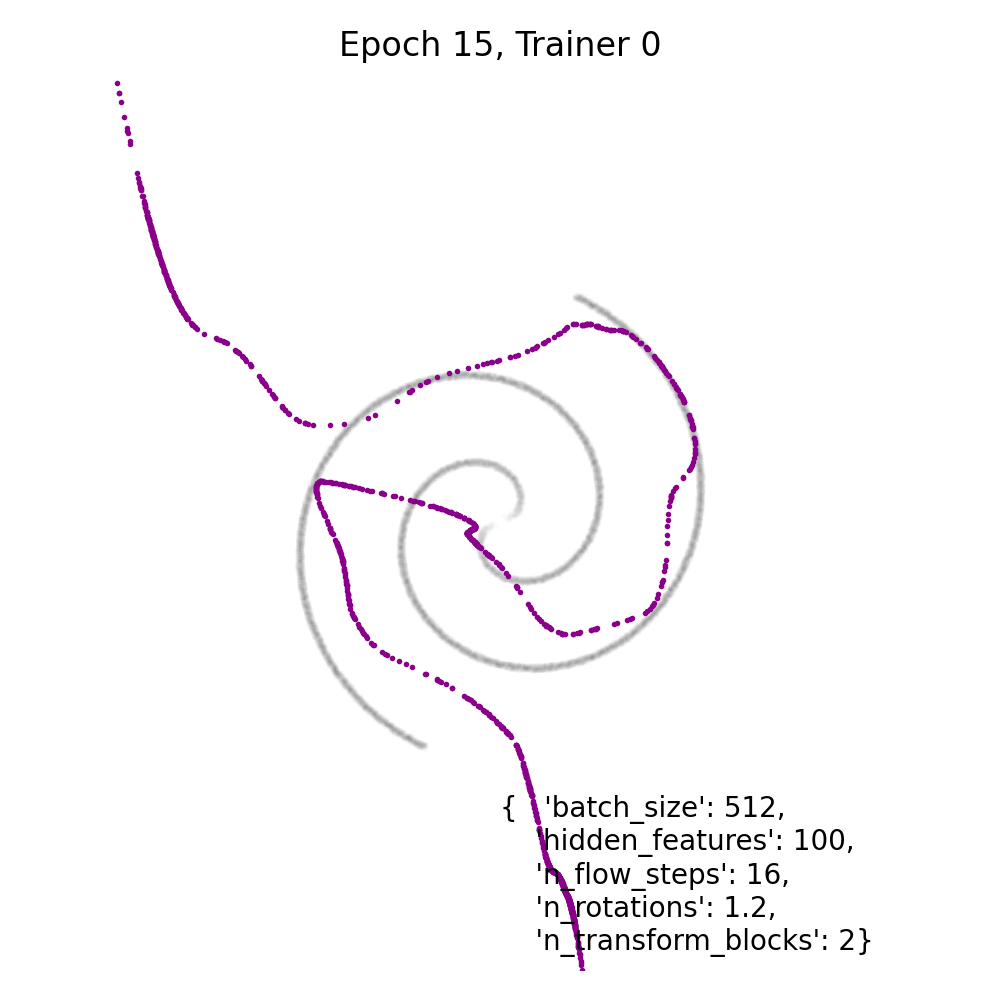 Epoch 15, Trainer 0
{   'batch_size': 512,
'hidden_features': 100,
'n_flow_steps': 16,
'n_rotations': 1.2,
'n_transform_blocks': 2}